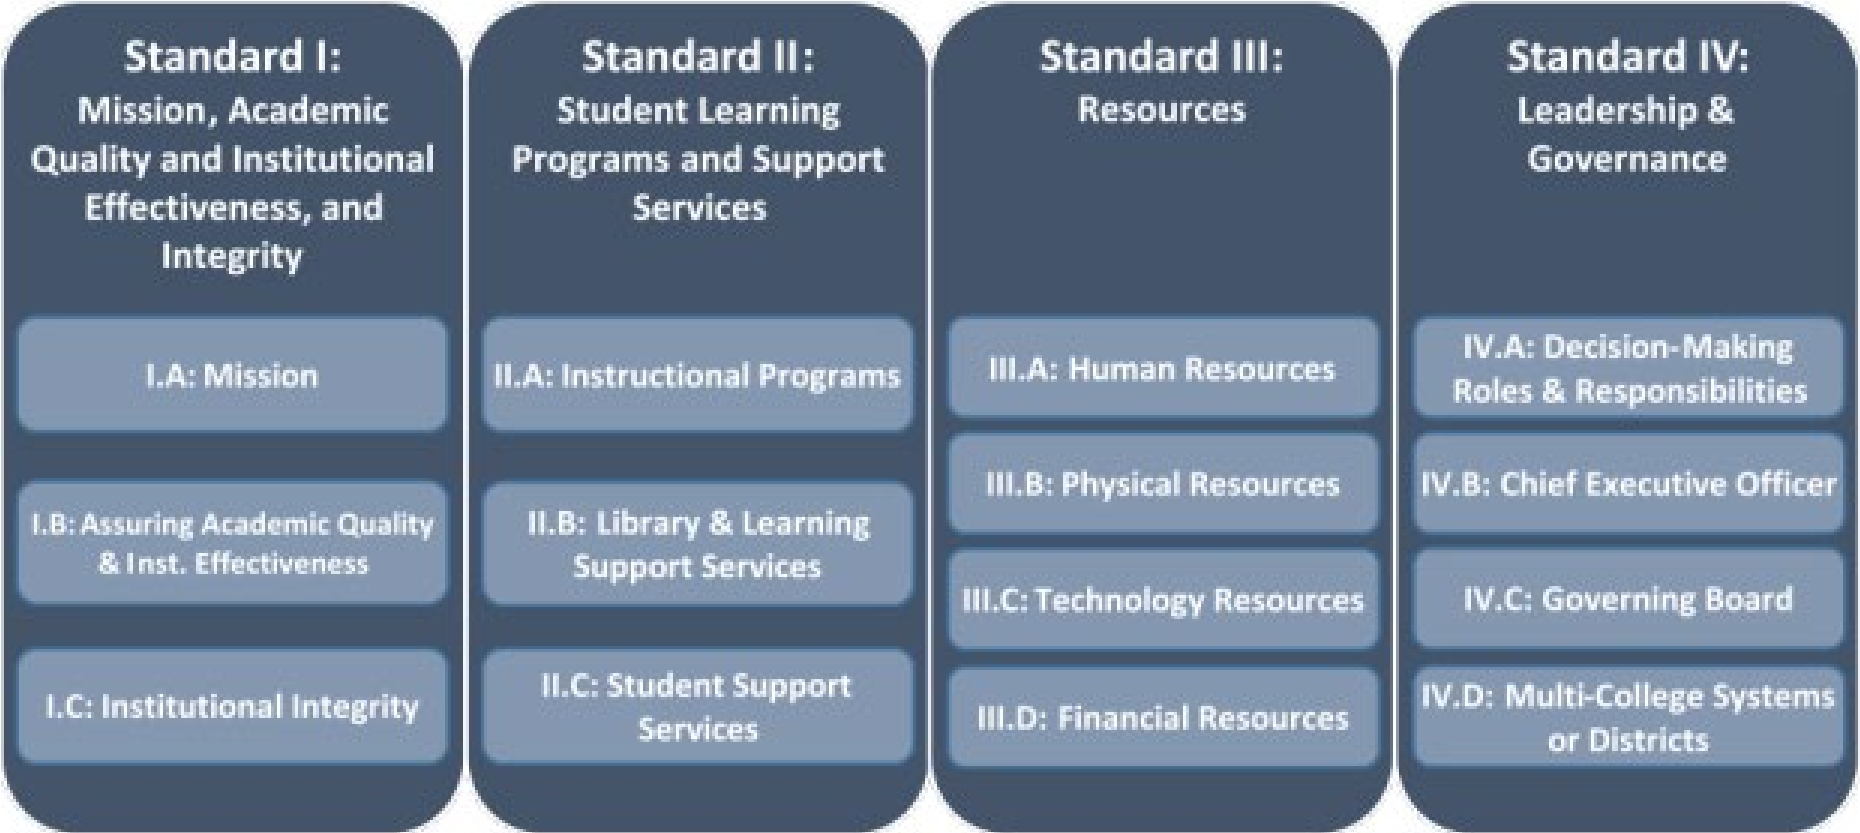 Standard I:
Mission, Academic
Quality and Institutional
Effectiveness, and
Integrity
I.A: Mission
I.B: Assuring Academic Quality
& Inst. Effectiveness
I.C: Institutional Integrity
Standard II:
Student Learning
Programs and Support
Services
II.A: Instructional Programs
II.B: Library & Learning
Support Services
II.C: Student Support
Services
Standard III:
Resources
III.A: Human Resources
III.B: Physical Resources
III.C: Technology Resources
III.D: Financial Resources
Standard IV:
Leadership &
Governance
IV.A: Decision-Making
Roles & Responsibilities
IV.B: Chief Executive Officer
IV.C: Governing Board
IV.D: Multi-College Systems
or Districts